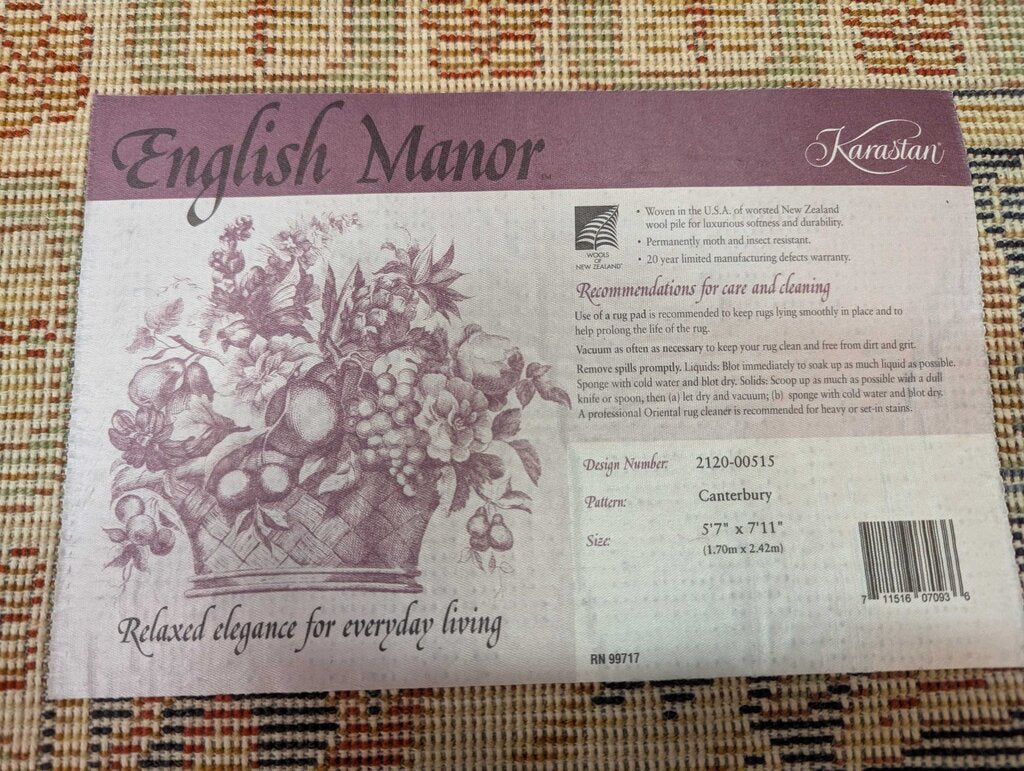 English Manor™
Karastan®
WOOLS
OF
NEW ZEALAND™
• Woven in the U.S.A. of worsted New Zealand
wool pile for luxurious softness and durability.
• Permanently moth and insect resistant.
• 20 year limited manufacturing defects warranty.
Recommendations for care and cleaning
Use of a rug pad is recommended to keep rugs lying smoothly in place and to
help prolong the life of the rug.
Vacuum as often as necessary to keep your rug clean and free from dirt and grit.
Remove spills promptly. Liquids: Blot immediately to soak up as much liquid as possible.
Sponge with cold water and blot dry. Solids: Scoop up as much as possible with a dull
knife or spoon, then (a) let dry and vacuum; (b) sponge with cold water and blot dry.
A professional Oriental rug cleaner is recommended for heavy or set-in stains.
Design Number: 2120-00515
Pattern: Canterbury
Size: 5'7" x 7'11"
(1.70m x 2.42m)
7 11516 07093 6
Relaxed elegance for everyday living
RN 99717